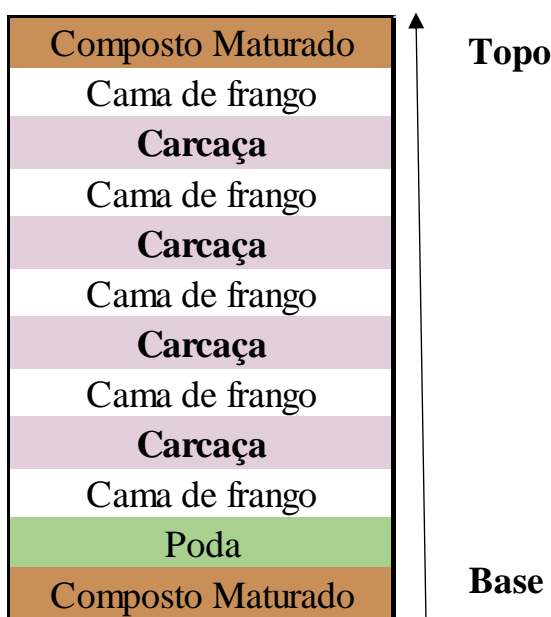 Composto Maturado
Topo
Cama de frango
Carcaça
Cama de frango
Carcaça
Cama de frango
Carcaça
Cama de frango
Carcaça
Cama de frango
Poda
Composto Maturado
Base